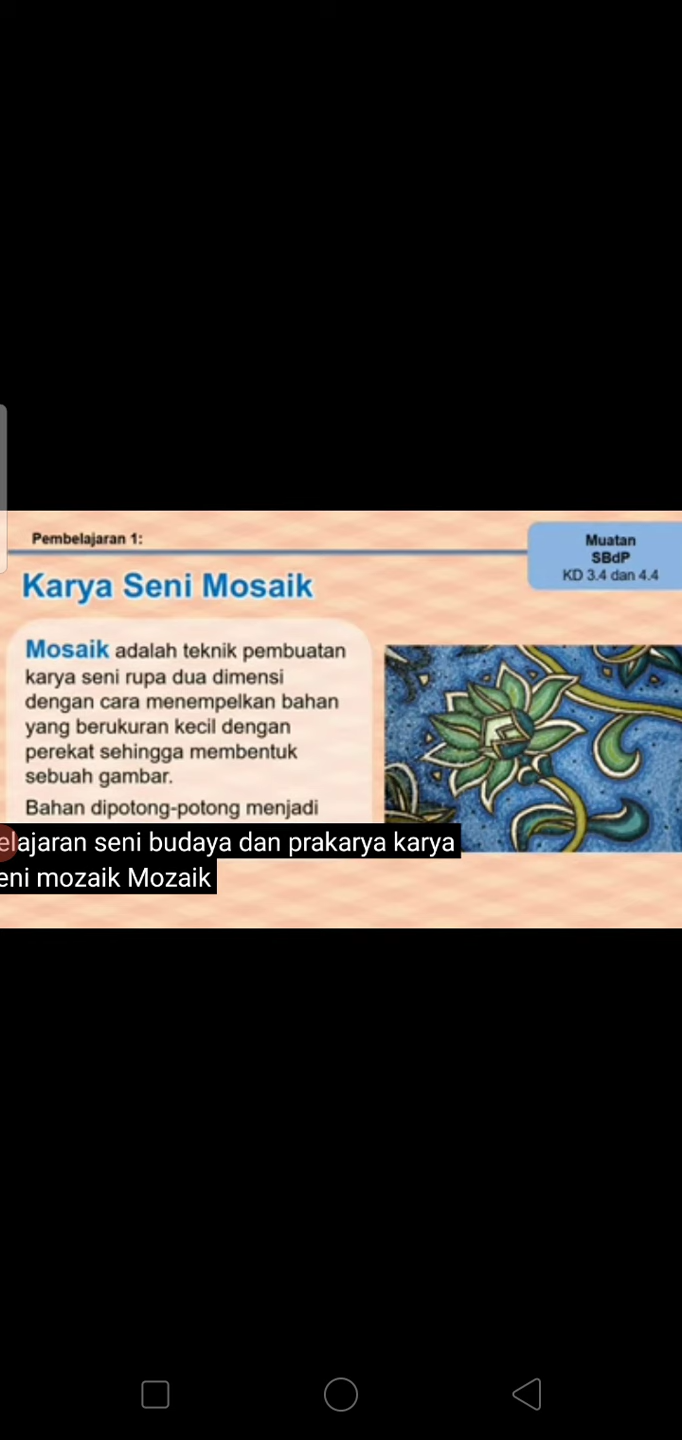 Pembelajaran 1:
Muatan
SBdP
KD 3.4 dan 4.4
Karya Seni Mosaik
Mosaik adalah teknik pembuatan
karya seni rupa dua dimensi
dengan cara menempelkan bahan
yang berukuran kecil dengan
perekat sehingga membentuk
sebuah gambar.
Bahan dipotong-potong menjadi
elajaran seni budaya dan prakarya karya
eni mozaik Mozaik